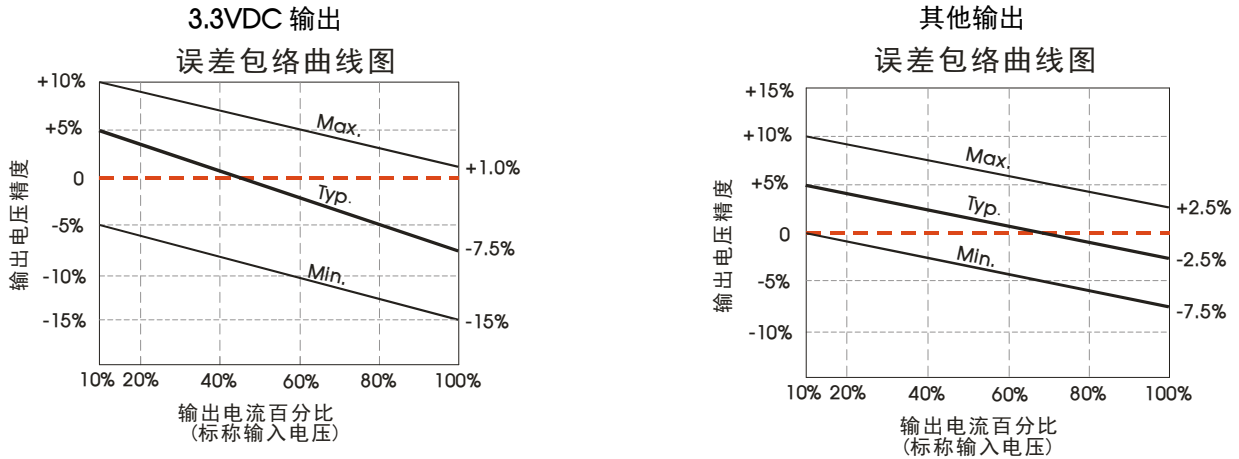 3.3VDC 输出
误差包络曲线图
+10%
+5%
0
-5%
-10%
-15%
输出电压精度
Max.
Typ.
Min.
+1.0%
-7.5%
-15%
10% 20% 40% 60% 80% 100%
输出电流百分比
(标称输入电压)
其他输出
误差包络曲线图
+15%
+10%
+5%
0
-5%
-10%
输出电压精度
Max.
Typ.
Min.
+2.5%
-2.5%
-7.5%
10% 20% 40% 60% 80% 100%
输出电流百分比
(标称输入电压)